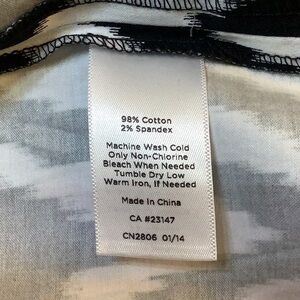 98% Cotton
2% Spandex
Machine Wash Cold
Only Non-Chlorine
Bleach When Needed
Tumble Dry Low
Warm Iron, If Needed
Made In China
CA #23147
CN2806 01/14